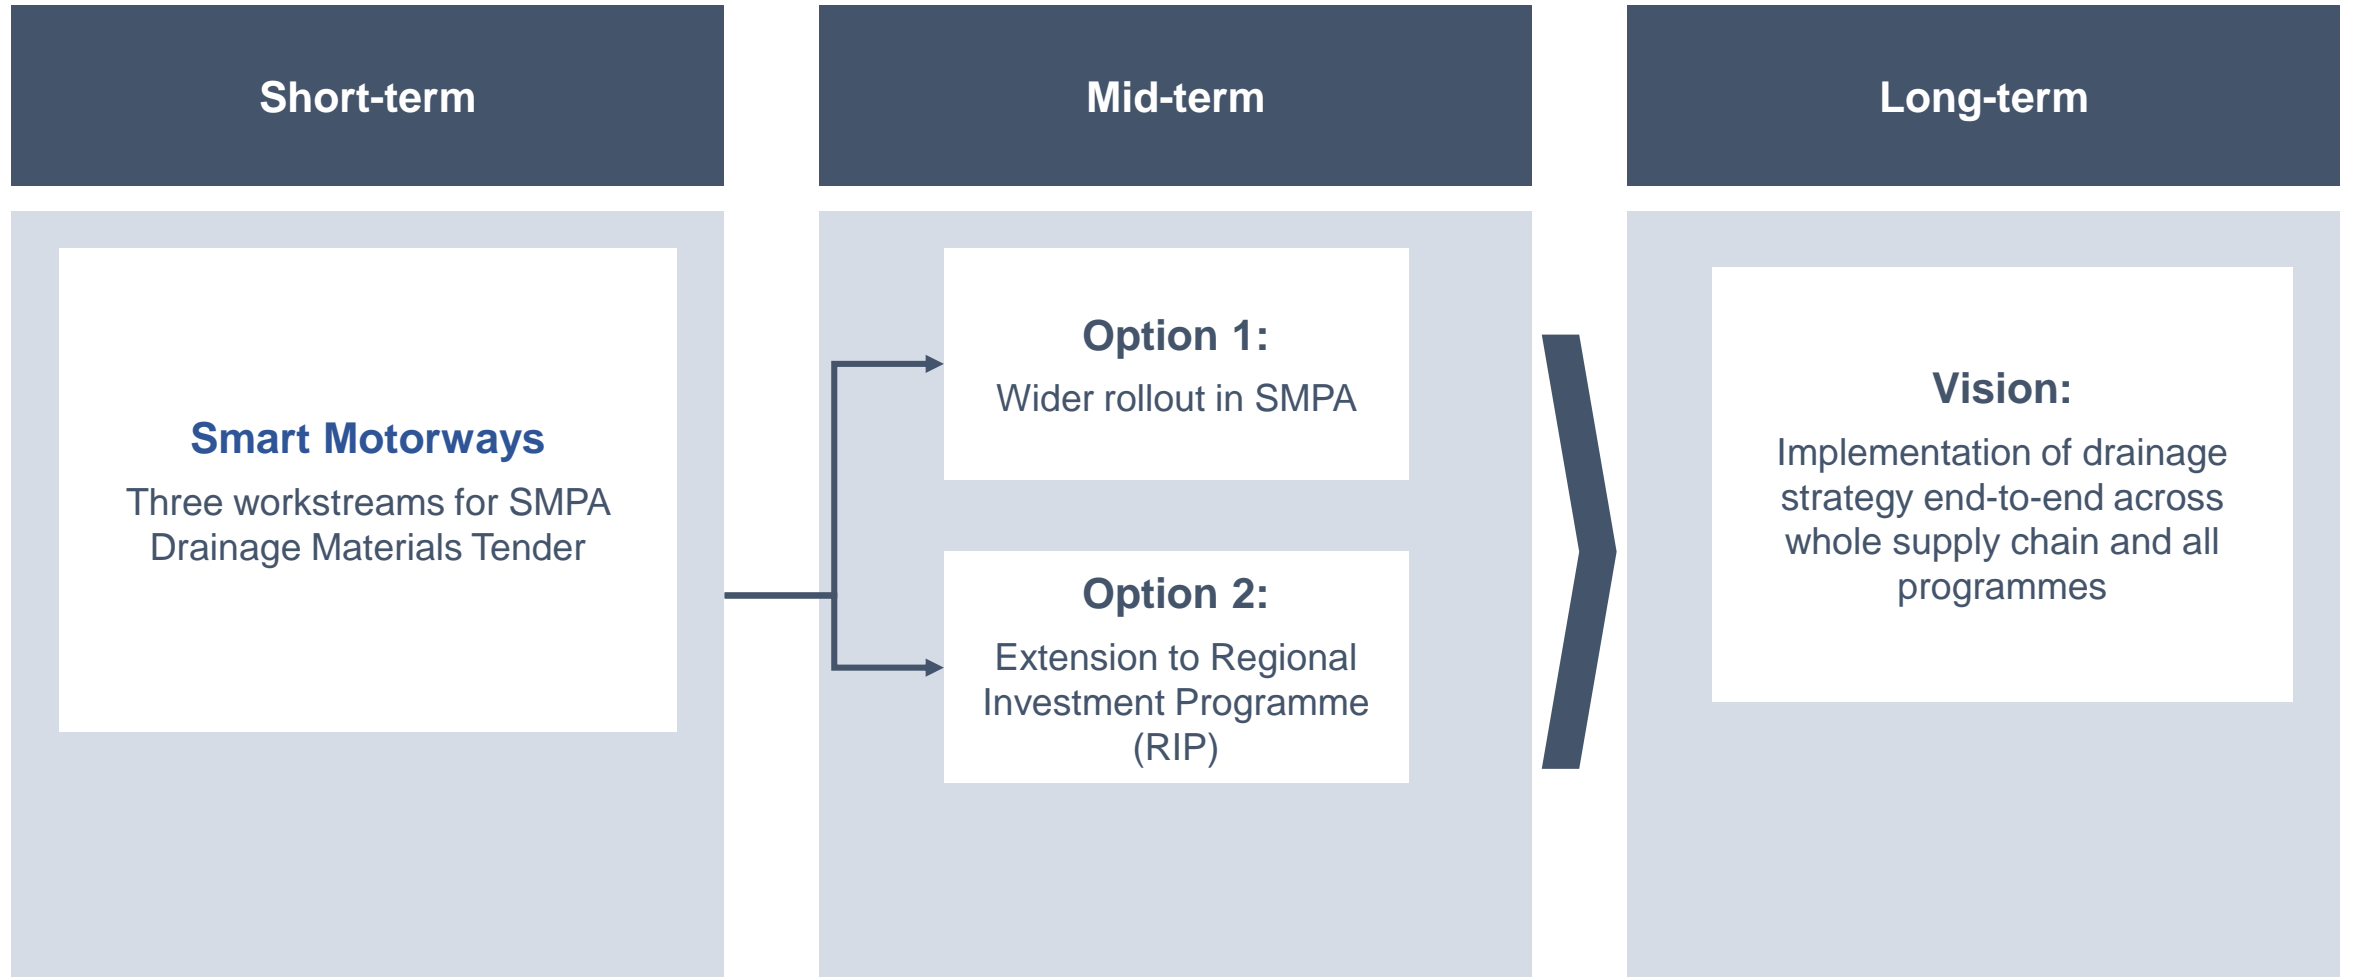 Short-term
Mid-term
Long-term
Smart Motorways
Three workstreams for SMPA
Drainage Materials Tender
Option 1:
Wider rollout in SMPA
Option 2:
Extension to Regional
Investment Programme
(RIP)
Vision:
Implementation of drainage
strategy end-to-end across
whole supply chain and all
programmes